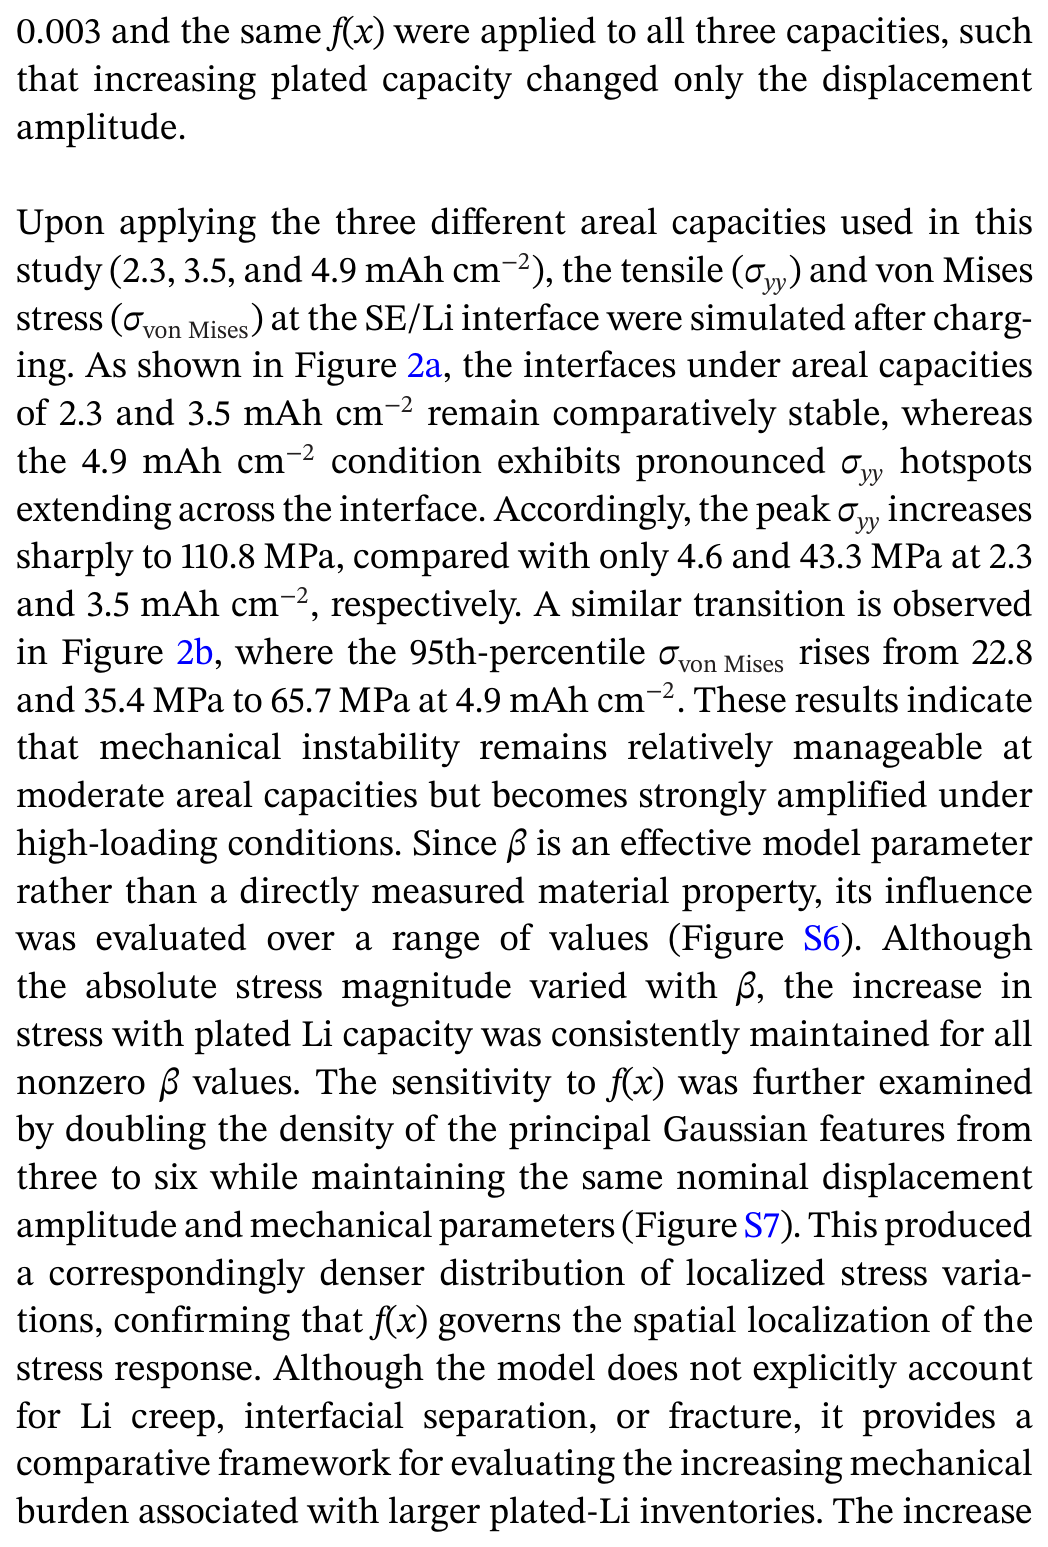 0.003 and the same f(x) were applied to all three capacities, such
that increasing plated capacity changed only the displacement
amplitude.
Upon applying the three different areal capacities used in this
study (2.3, 3.5, and 4.9 mAh cm⁻²), the tensile (σyy) and von Mises
stress (σvon Mises) at the SE/Li interface were simulated after charg-
ing. As shown in Figure 2a, the interfaces under areal capacities
of 2.3 and 3.5 mAh cm⁻² remain comparatively stable, whereas
the 4.9 mAh cm⁻² condition exhibits pronounced σyy hotspots
extending across the interface. Accordingly, the peak σyy increases
sharply to 110.8 MPa, compared with only 4.6 and 43.3 MPa at 2.3
and 3.5 mAh cm⁻², respectively. A similar transition is observed
in Figure 2b, where the 95th-percentile σvon Mises rises from 22.8
and 35.4 MPa to 65.7 MPa at 4.9 mAh cm⁻². These results indicate
that mechanical instability remains relatively manageable at
moderate areal capacities but becomes strongly amplified under
high-loading conditions. Since β is an effective model parameter
rather than a directly measured material property, its influence
was evaluated over a range of values (Figure S6). Although
the absolute stress magnitude varied with β, the increase in
stress with plated Li capacity was consistently maintained for all
nonzero β values. The sensitivity to f(x) was further examined
by doubling the density of the principal Gaussian features from
three to six while maintaining the same nominal displacement
amplitude and mechanical parameters (Figure S7). This produced
a correspondingly denser distribution of localized stress varia-
tions, confirming that f(x) governs the spatial localization of the
stress response. Although the model does not explicitly account
for Li creep, interfacial separation, or fracture, it provides a
comparative framework for evaluating the increasing mechanical
burden associated with larger plated-Li inventories. The increase